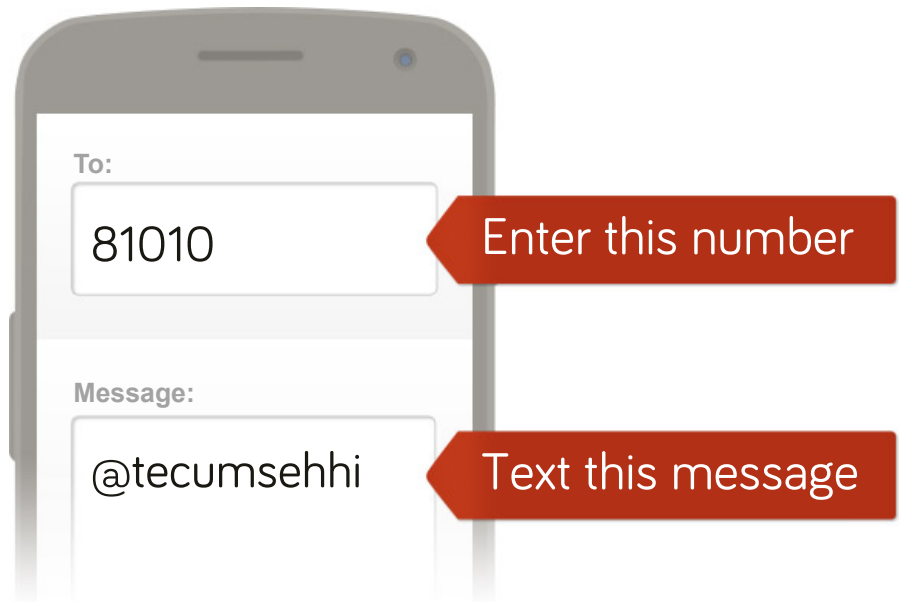 To:
81010
Enter this number
Message:
@tecumsehhi
Text this message